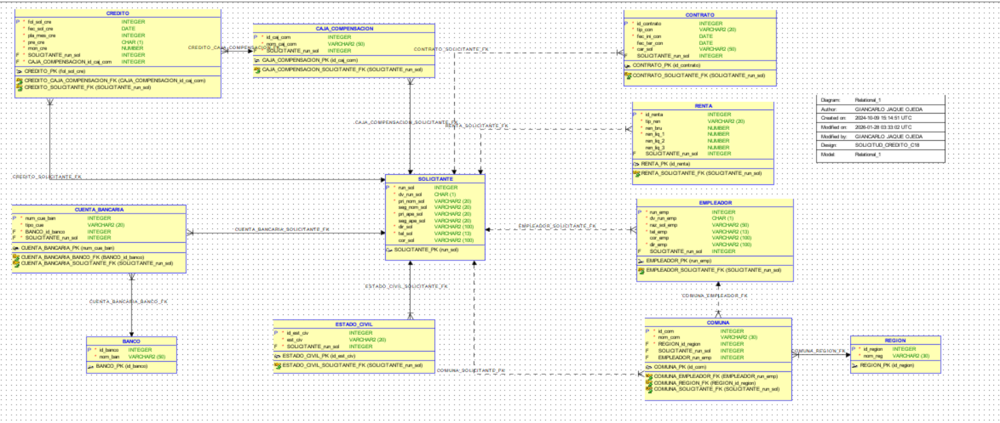 CREDITO
P * fol_sol_cre INTEGER
* fec_sol_cre DATE
* pla_mes_cre INTEGER
* pre_cre CHAR (1)
* mon_cre NUMBER
F * SOLICITANTE_run_sol INTEGER
F * CAJA_COMPENSACION_id_caj_com INTEGER
CREDITO_PK (fol_sol_cre)
CREDITO_CAJA_COMPENSACION_FK (CAJA_COMPENSACION_id_caj_com)
CREDITO_SOLICITANTE_FK (SOLICITANTE_run_sol)
CREDITO_CAJA_COMPENSACION_FK
CAJA_COMPENSACION
P * id_caj_com INTEGER
* nom_caj_com VARCHAR2 (50)
F * SOLICITANTE_run_sol INTEGER
CAJA_COMPENSACION_PK (id_caj_com)
CAJA_COMPENSACION_SOLICITANTE_FK (SOLICITANTE_run_sol)
CONTRATO_SOLICITANTE_FK
CONTRATO
P * id_contrato INTEGER
* tip_con VARCHAR2 (20)
* fec_ini_con DATE
fec_ter_con DATE
* car_sol VARCHAR2 (50)
F SOLICITANTE_run_sol INTEGER
CONTRATO_PK (id_contrato)
CONTRATO_SOLICITANTE_FK (SOLICITANTE_run_sol)
Diagram: Relational_1
Author: GIANCARLO JAQUE OJEDA
Created on: 2024-10-09 15:14:51 UTC
Modified on: 2026-01-28 03:33:02 UTC
Modified by: GIANCARLO JAQUE OJEDA
Design: SOLICITUD_CREDITO_C18
Model: Relational_1
CAJA_COMPENSACION_SOLICITANTE_FK
RENTA_SOLICITANTE_FK
RENTA
P * id_renta INTEGER
* tip_ren VARCHAR2 (20)
* ren_bru NUMBER
* ren_liq_1 NUMBER
ren_liq_2 NUMBER
ren_liq_3 NUMBER
F SOLICITANTE_run_sol INTEGER
RENTA_PK (id_renta)
RENTA_SOLICITANTE_FK (SOLICITANTE_run_sol)
CREDITO_SOLICITANTE_FK
SOLICITANTE
P * run_sol INTEGER
* dv_run_sol CHAR (1)
* pri_nom_sol VARCHAR2 (20)
seg_nom_sol VARCHAR2 (20)
* pri_ape_sol VARCHAR2 (20)
seg_ape_sol VARCHAR2 (20)
* dir_sol VARCHAR2 (100)
* tel_sol VARCHAR2 (13)
cor_sol VARCHAR2 (100)
SOLICITANTE_PK (run_sol)
CUENTA_BANCARIA
P * num_cue_ban INTEGER
* tipo_cue VARCHAR2 (20)
F * BANCO_id_banco INTEGER
F * SOLICITANTE_run_sol INTEGER
CUENTA_BANCARIA_PK (num_cue_ban)
CUENTA_BANCARIA_BANCO_FK (BANCO_id_banco)
CUENTA_BANCARIA_SOLICITANTE_FK (SOLICITANTE_run_sol)
CUENTA_BANCARIA_SOLICITANTE_FK
EMPLEADOR_SOLICITANTE_FK
EMPLEADOR
P * run_emp INTEGER
* dv_run_emp CHAR (1)
* raz_sol_emp VARCHAR2 (50)
* tel_emp VARCHAR2 (13)
cor_emp VARCHAR2 (100)
* dir_emp VARCHAR2 (100)
F SOLICITANTE_run_sol INTEGER
EMPLEADOR_PK (run_emp)
EMPLEADOR_SOLICITANTE_FK (SOLICITANTE_run_sol)
CUENTA_BANCARIA_BANCO_FK
ESTADO_CIVIL_SOLICITANTE_FK
COMUNA_EMPLEADOR_FK
BANCO
P * id_banco INTEGER
* nom_ban VARCHAR2 (50)
BANCO_PK (id_banco)
ESTADO_CIVIL
P * id_est_civ INTEGER
* est_civ VARCHAR2 (20)
F * SOLICITANTE_run_sol INTEGER
ESTADO_CIVIL_PK (id_est_civ)
ESTADO_CIVIL_SOLICITANTE_FK (SOLICITANTE_run_sol)
COMUNA_SOLICITANTE_FK
COMUNA
P * id_com INTEGER
* nom_com VARCHAR2 (30)
F * REGION_id_region INTEGER
F SOLICITANTE_run_sol INTEGER
F EMPLEADOR_run_emp INTEGER
COMUNA_PK (id_com)
COMUNA_EMPLEADOR_FK (EMPLEADOR_run_emp)
COMUNA_REGION_FK (REGION_id_region)
COMUNA_SOLICITANTE_FK (SOLICITANTE_run_sol)
COMUNA_REGION_FK
REGION
P * id_region INTEGER
* nom_reg VARCHAR2 (30)
REGION_PK (id_region)